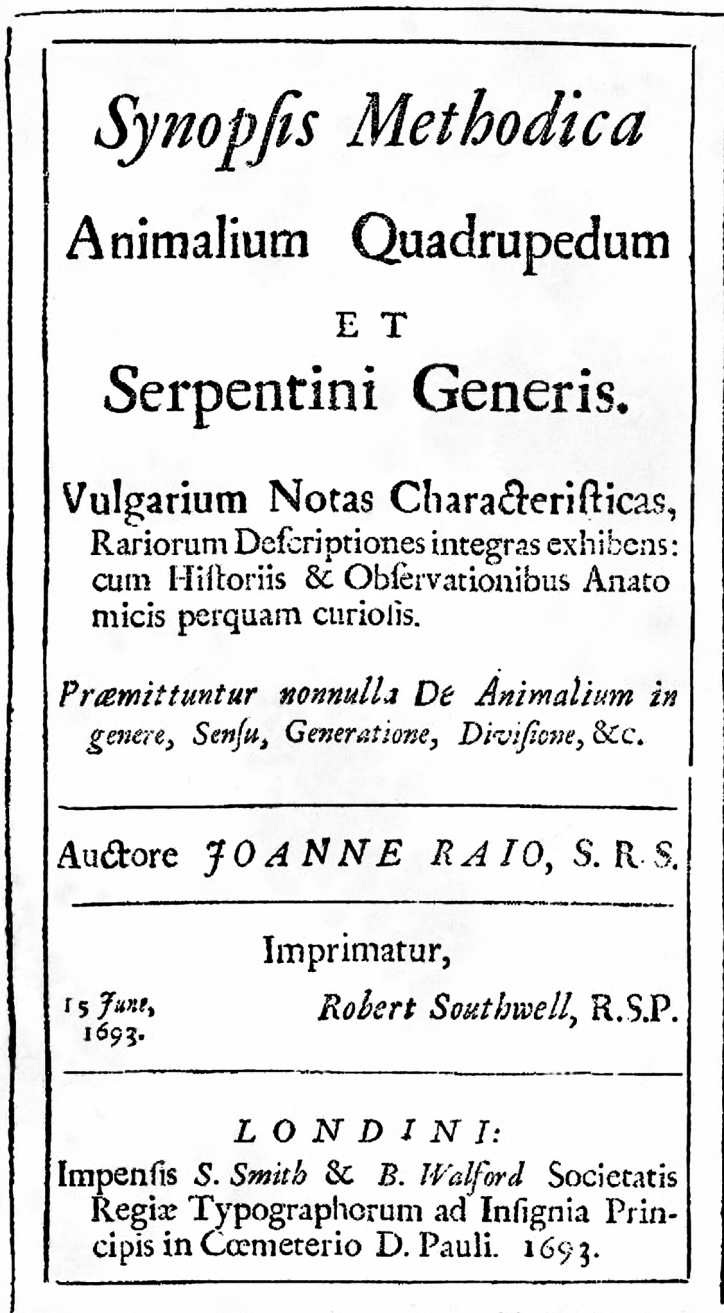 Synopſis Methodica
Animalium Quadrupedum
ET
Serpentini Generis.
Vulgarium Notas Characteriſticas,
Rariorum Deſcriptiones integras exhibens:
cum Hiſtoriis & Obſervationibus Anato
micis perquam curioſis.
Præmittuntur nonnulla De Animalium in
genere, Senſu, Generatione, Diviſione, &c.
Auctore JOANNE RAIO, S. R. S.
Imprimatur,
15 June, Robert Southwell, R.S.P.
1693.
LONDINI:
Impenſis S. Smith & B. Walford Societatis
Regiæ Typographorum ad Inſignia Prin-
cipis in Cœmeterio D. Pauli. 1693.